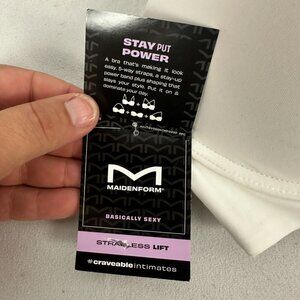 STAY PUT
POWER
A bra that's making it look
easy. 5-way straps, a stay-up
power band plus shaping that
slays your style. Put it on &
dominate your day.
M
MAIDENFORM®
BASICALLY SEXY
STRAPLESS LIFT
#craveableintimates